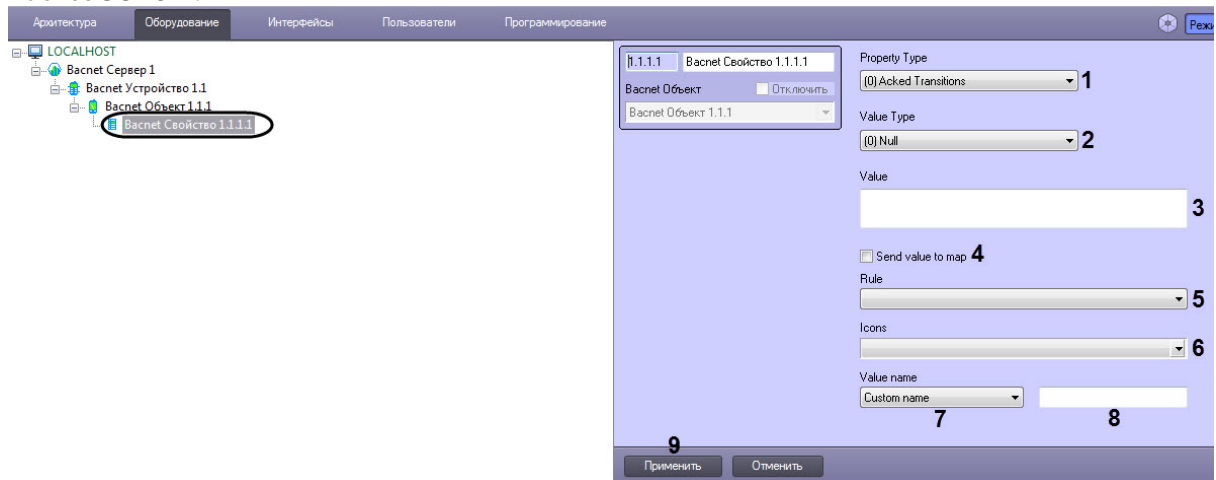 Архитектура Оборудование Интерфейсы Пользователи Программирование
LOCALHOST
Bacnet Сервер 1
Bacnet Устройство 1.1
Bacnet Объект 1.1.1
Bacnet Свойство 1.1.1.1
1.1.1.1 Bacnet Свойство 1.1.1.1
Bacnet Объект Отключить
Bacnet Объект 1.1.1
Property Type
(0) Acked Transitions 1
Value Type
(0) Null 2
Value
3
Send value to map 4
Rule
5
Icons
6
Value name
Custom name
7 8
9
Применить Отменить